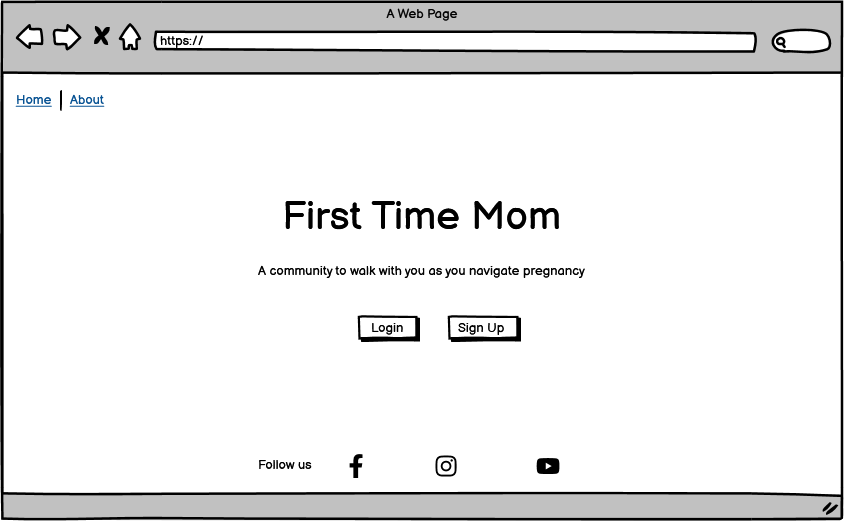 A Web Page
https://
Home | About
First Time Mom
A community to walk with you as you navigate pregnancy
Login Sign Up
Follow us